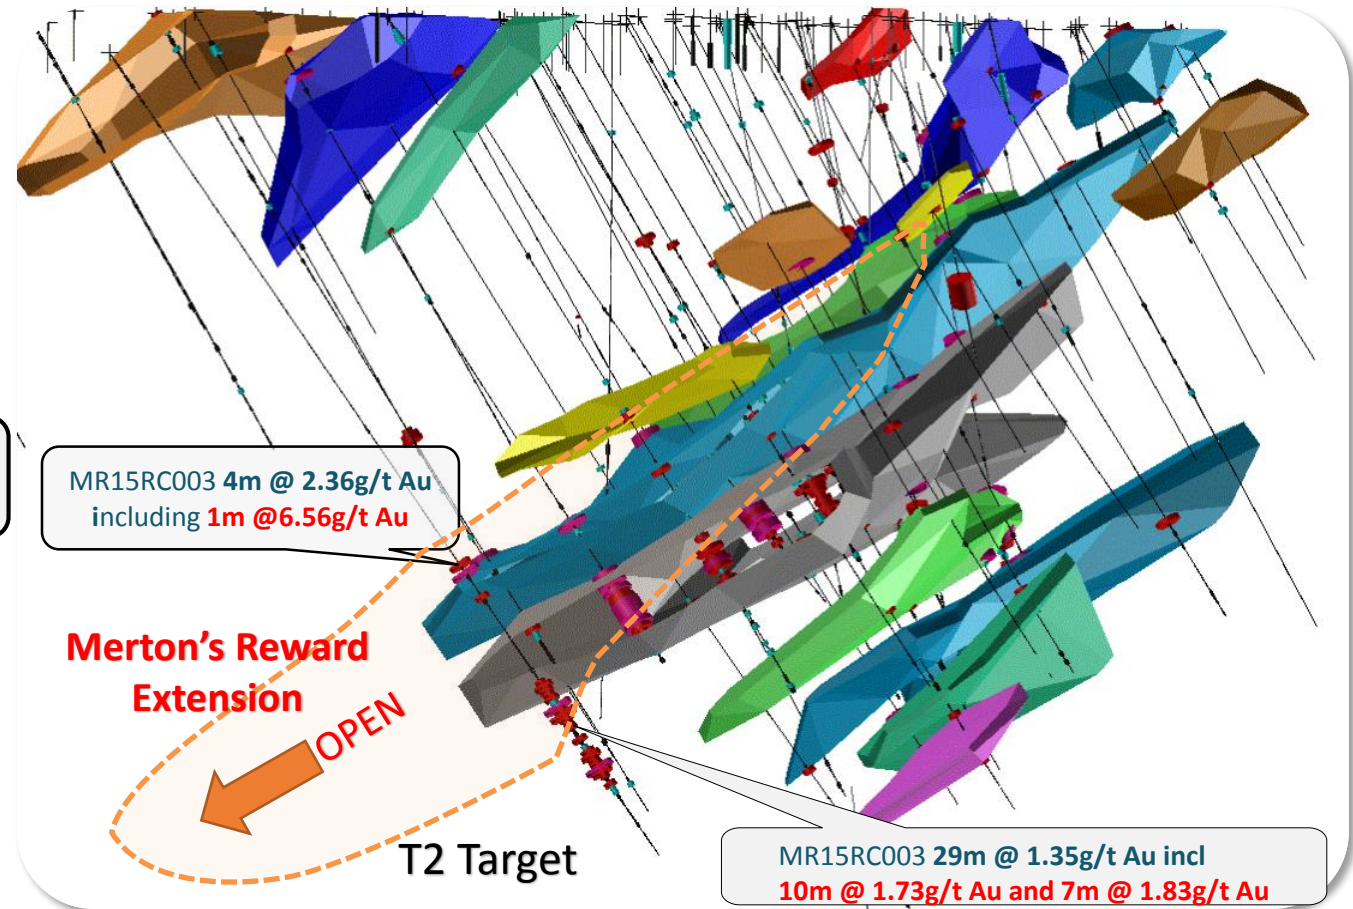 MR15RC003 4m @ 2.36g/t Au
including 1m @6.56g/t Au
Merton's Reward
Extension
OPEN
T2 Target
MR15RC003 29m @ 1.35g/t Au incl
10m @ 1.73g/t Au and 7m @ 1.83g/t Au